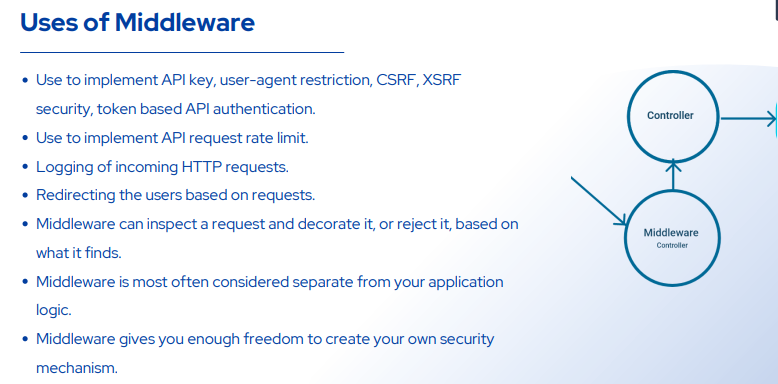 Uses of Middleware
• Use to implement API key, user-agent restriction, CSRF, XSRF
security, token based API authentication.
• Use to implement API request rate limit.
• Logging of incoming HTTP requests.
• Redirecting the users based on requests.
• Middleware can inspect a request and decorate it, or reject it, based on
what it finds.
• Middleware is most often considered separate from your application
logic.
• Middleware gives you enough freedom to create your own security
mechanism.
Controller
Middleware
Controller